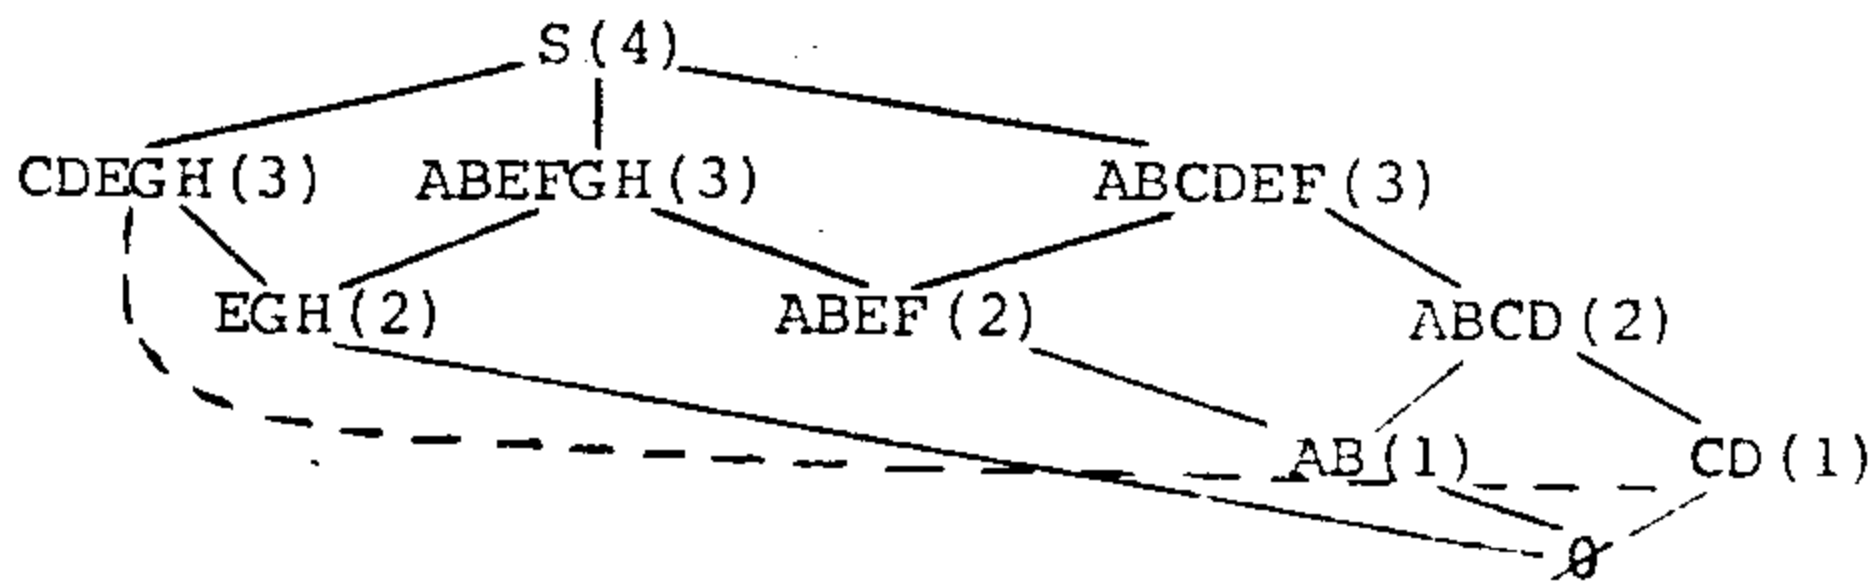 S(4)
CDEGH(3) ABEFGH(3) ABCDEF(3)
EGH(2) ABEF(2) ABCD(2)
AB(1) CD(1)
∅